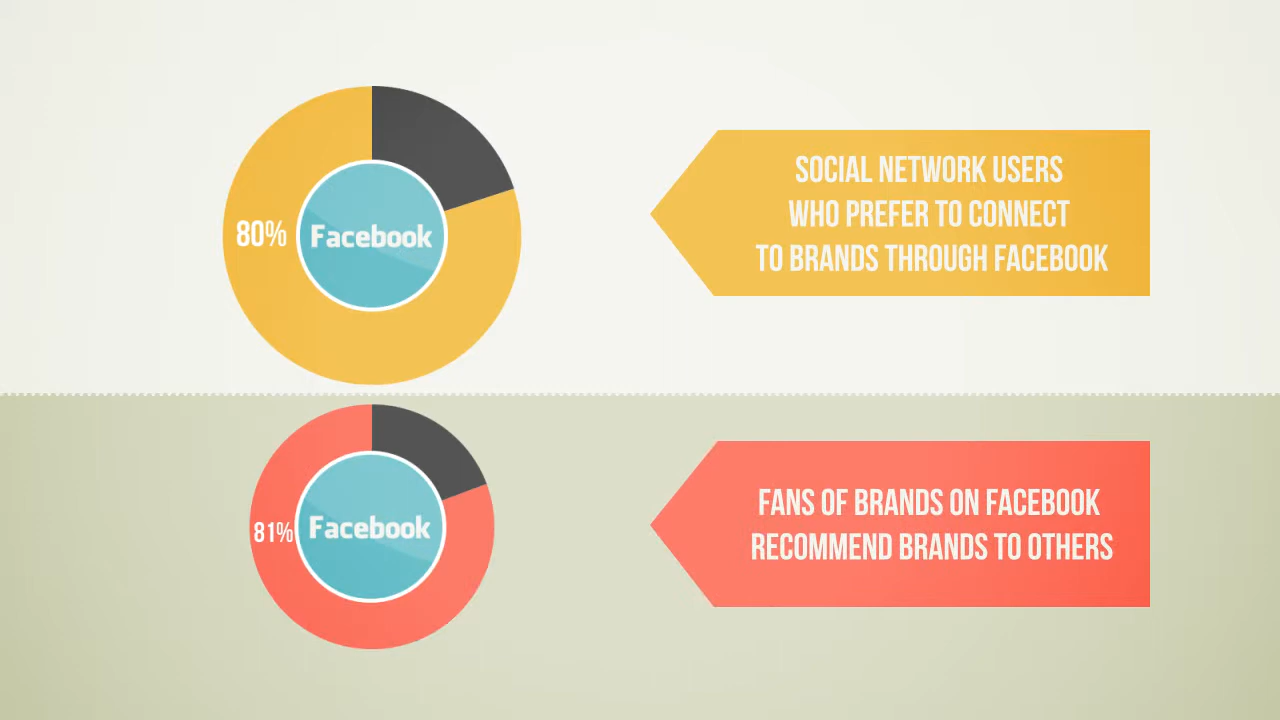 80%
Facebook
SOCIAL NETWORK USERS
WHO PREFER TO CONNECT
TO BRANDS THROUGH FACEBOOK
81%
Facebook
FANS OF BRANDS ON FACEBOOK
RECOMMEND BRANDS TO OTHERS